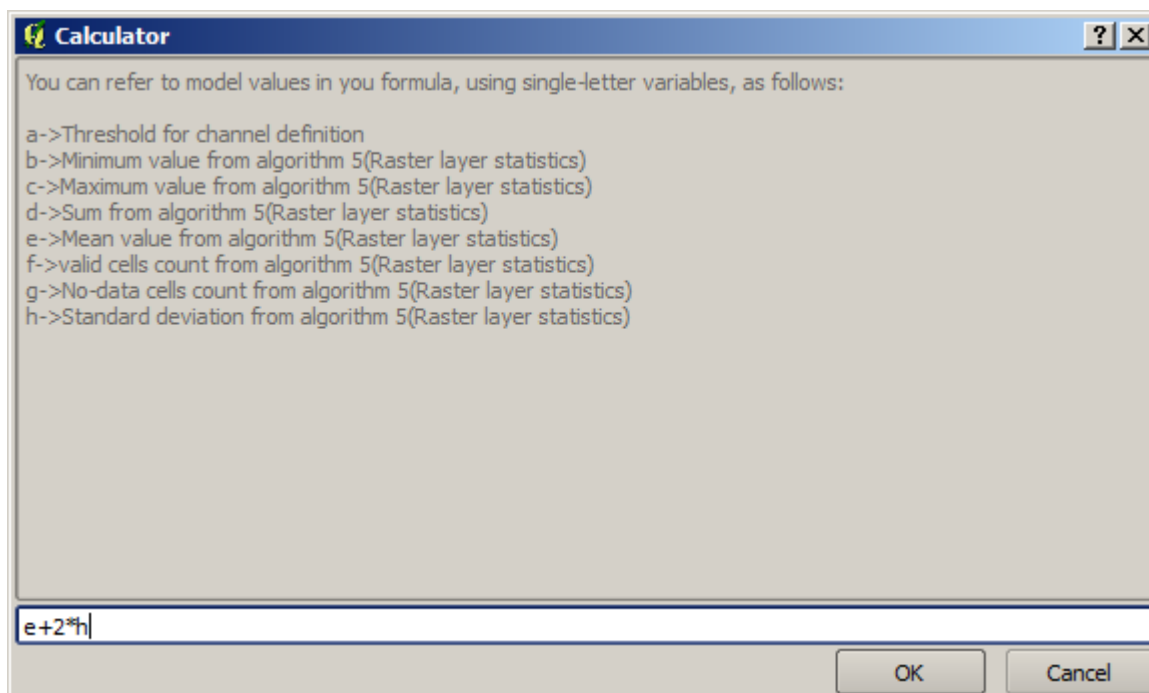 Calculator
You can refer to model values in you formula, using single-letter variables, as follows:
a->Threshold for channel definition
b->Minimum value from algorithm 5(Raster layer statistics)
c->Maximum value from algorithm 5(Raster layer statistics)
d->Sum from algorithm 5(Raster layer statistics)
e->Mean value from algorithm 5(Raster layer statistics)
f->valid cells count from algorithm 5(Raster layer statistics)
g->No-data cells count from algorithm 5(Raster layer statistics)
h->Standard deviation from algorithm 5(Raster layer statistics)
e+2*h
OK Cancel